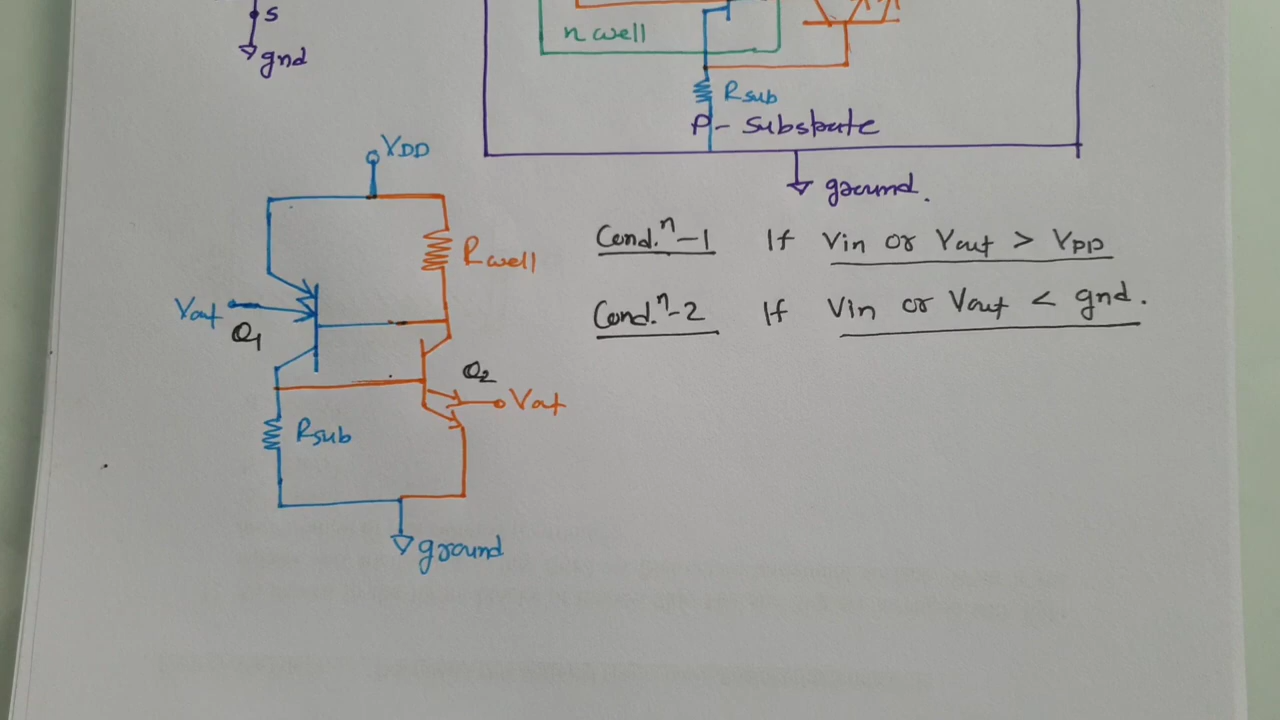 S
gnd
n well
Rsub
P- Substrate
ground.
VDD
Rwell
Vout
Q1
Q2
Vout
Rsub
ground
Cond.n-1 If Vin or Vout > VDD
Cond.n-2 If Vin or Vout < gnd.